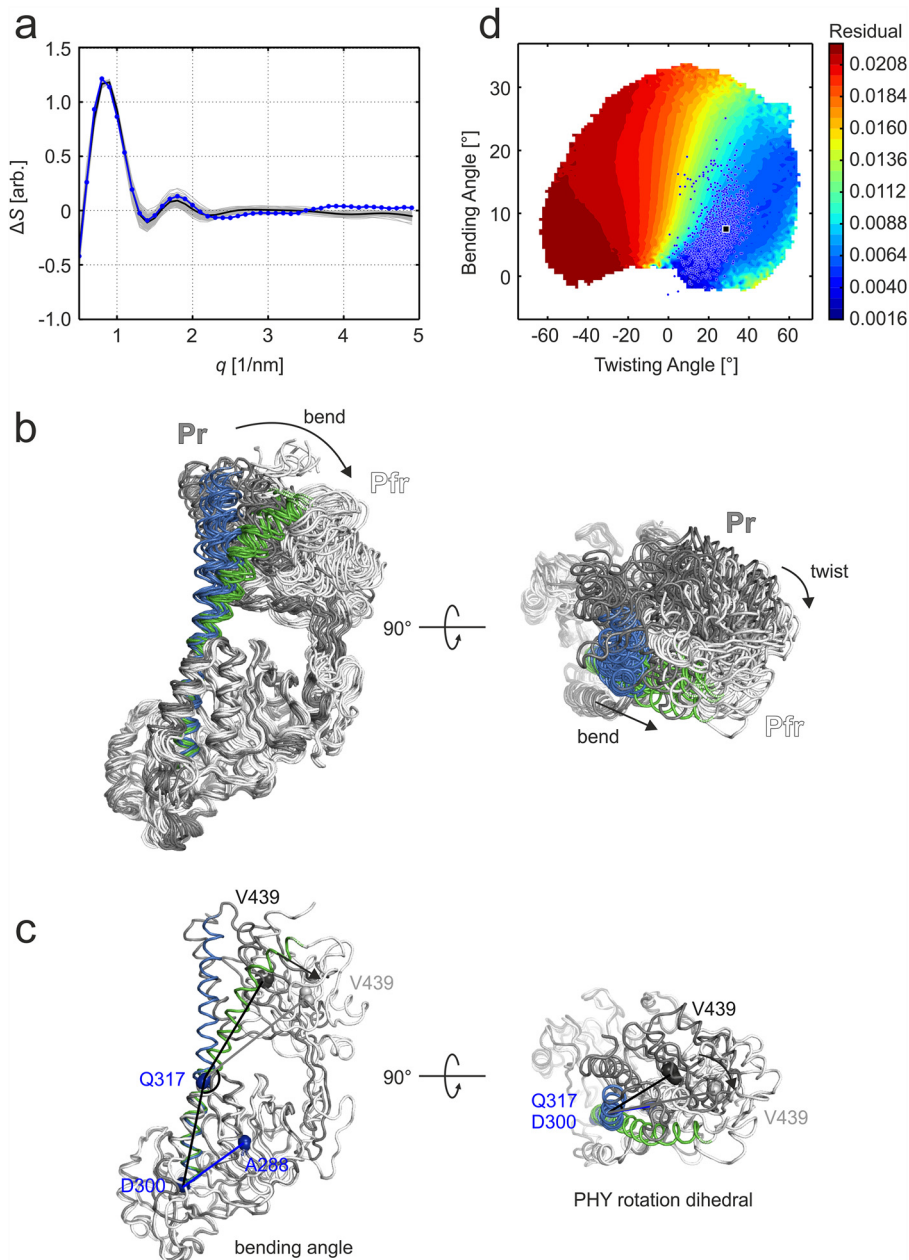 a
1.5
1.0
0.5
0
-0.5
-1.0
ΔS [arb.]
1
2
3
4
5
q [1/nm]
d
Residual
30
20
10
0
Bending Angle [°]
-60
-40
-20
0
20
40
60
Twisting Angle [°]
0.0208
0.0184
0.0160
0.0136
0.0112
0.0088
0.0064
0.0040
0.0016
b
Pr
bend
Pfr
90°
Pr
twist
Pfr
bend
c
V439
V439
Q317
D300
A288
bending angle
90°
V439
Q317
D300
V439
PHY rotation dihedral